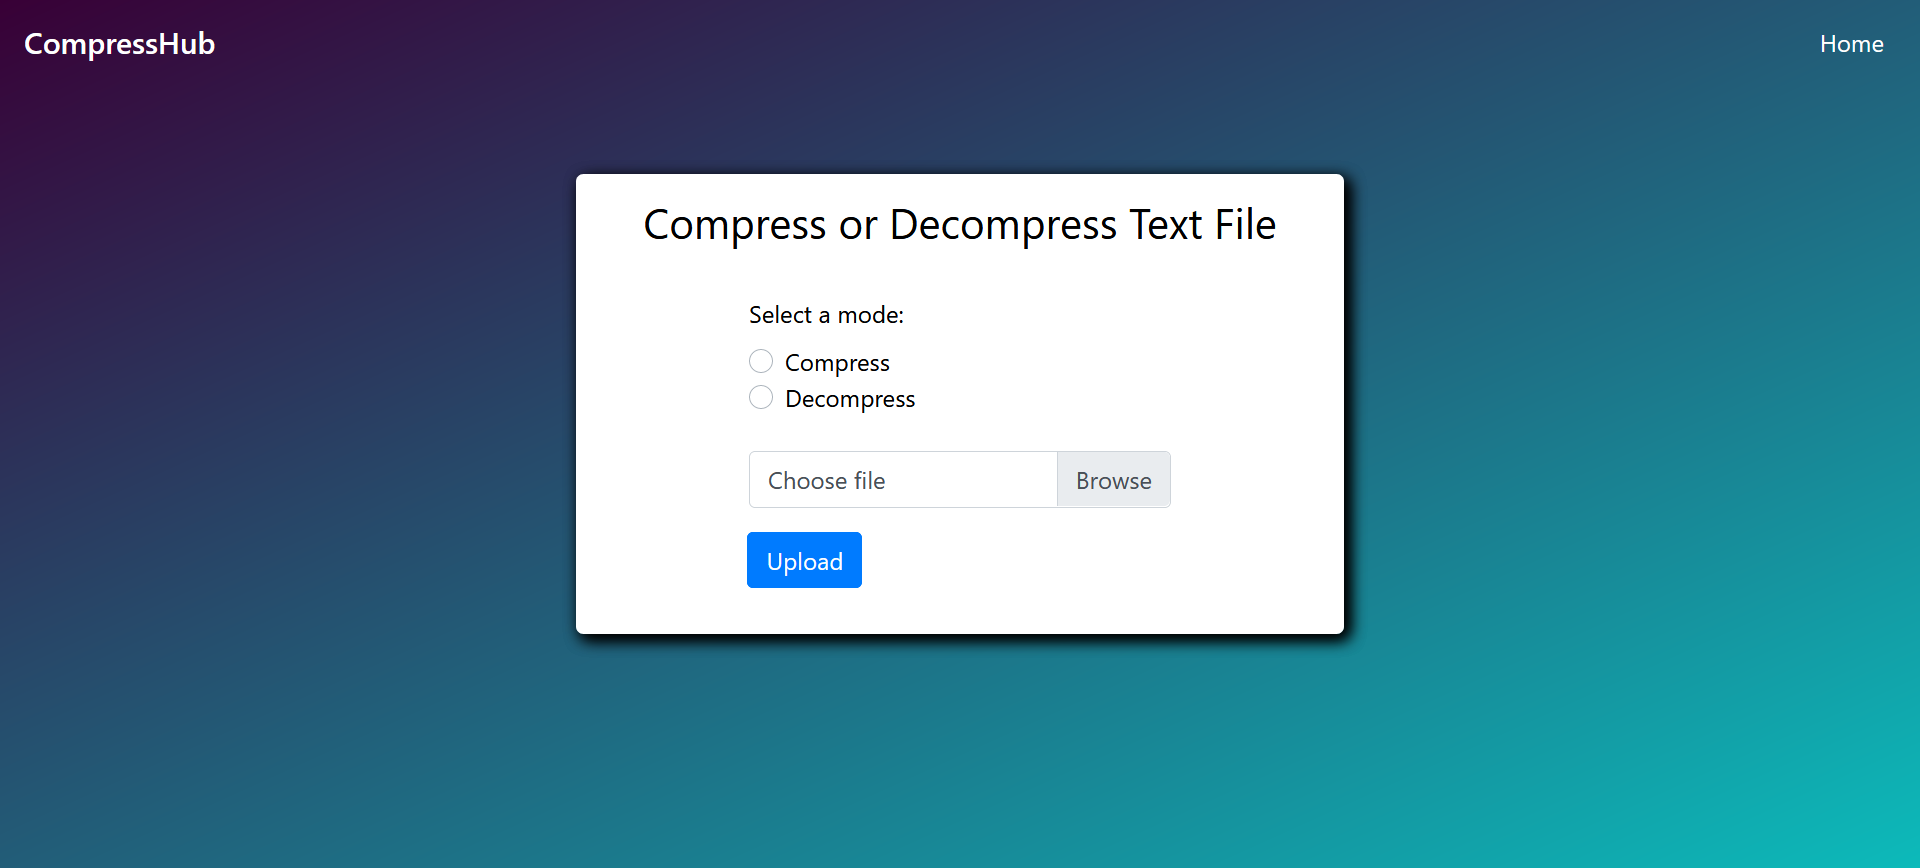 CompressHub
Home
Compress or Decompress Text File
Select a mode:
Compress
Decompress
Choose file
Browse
Upload